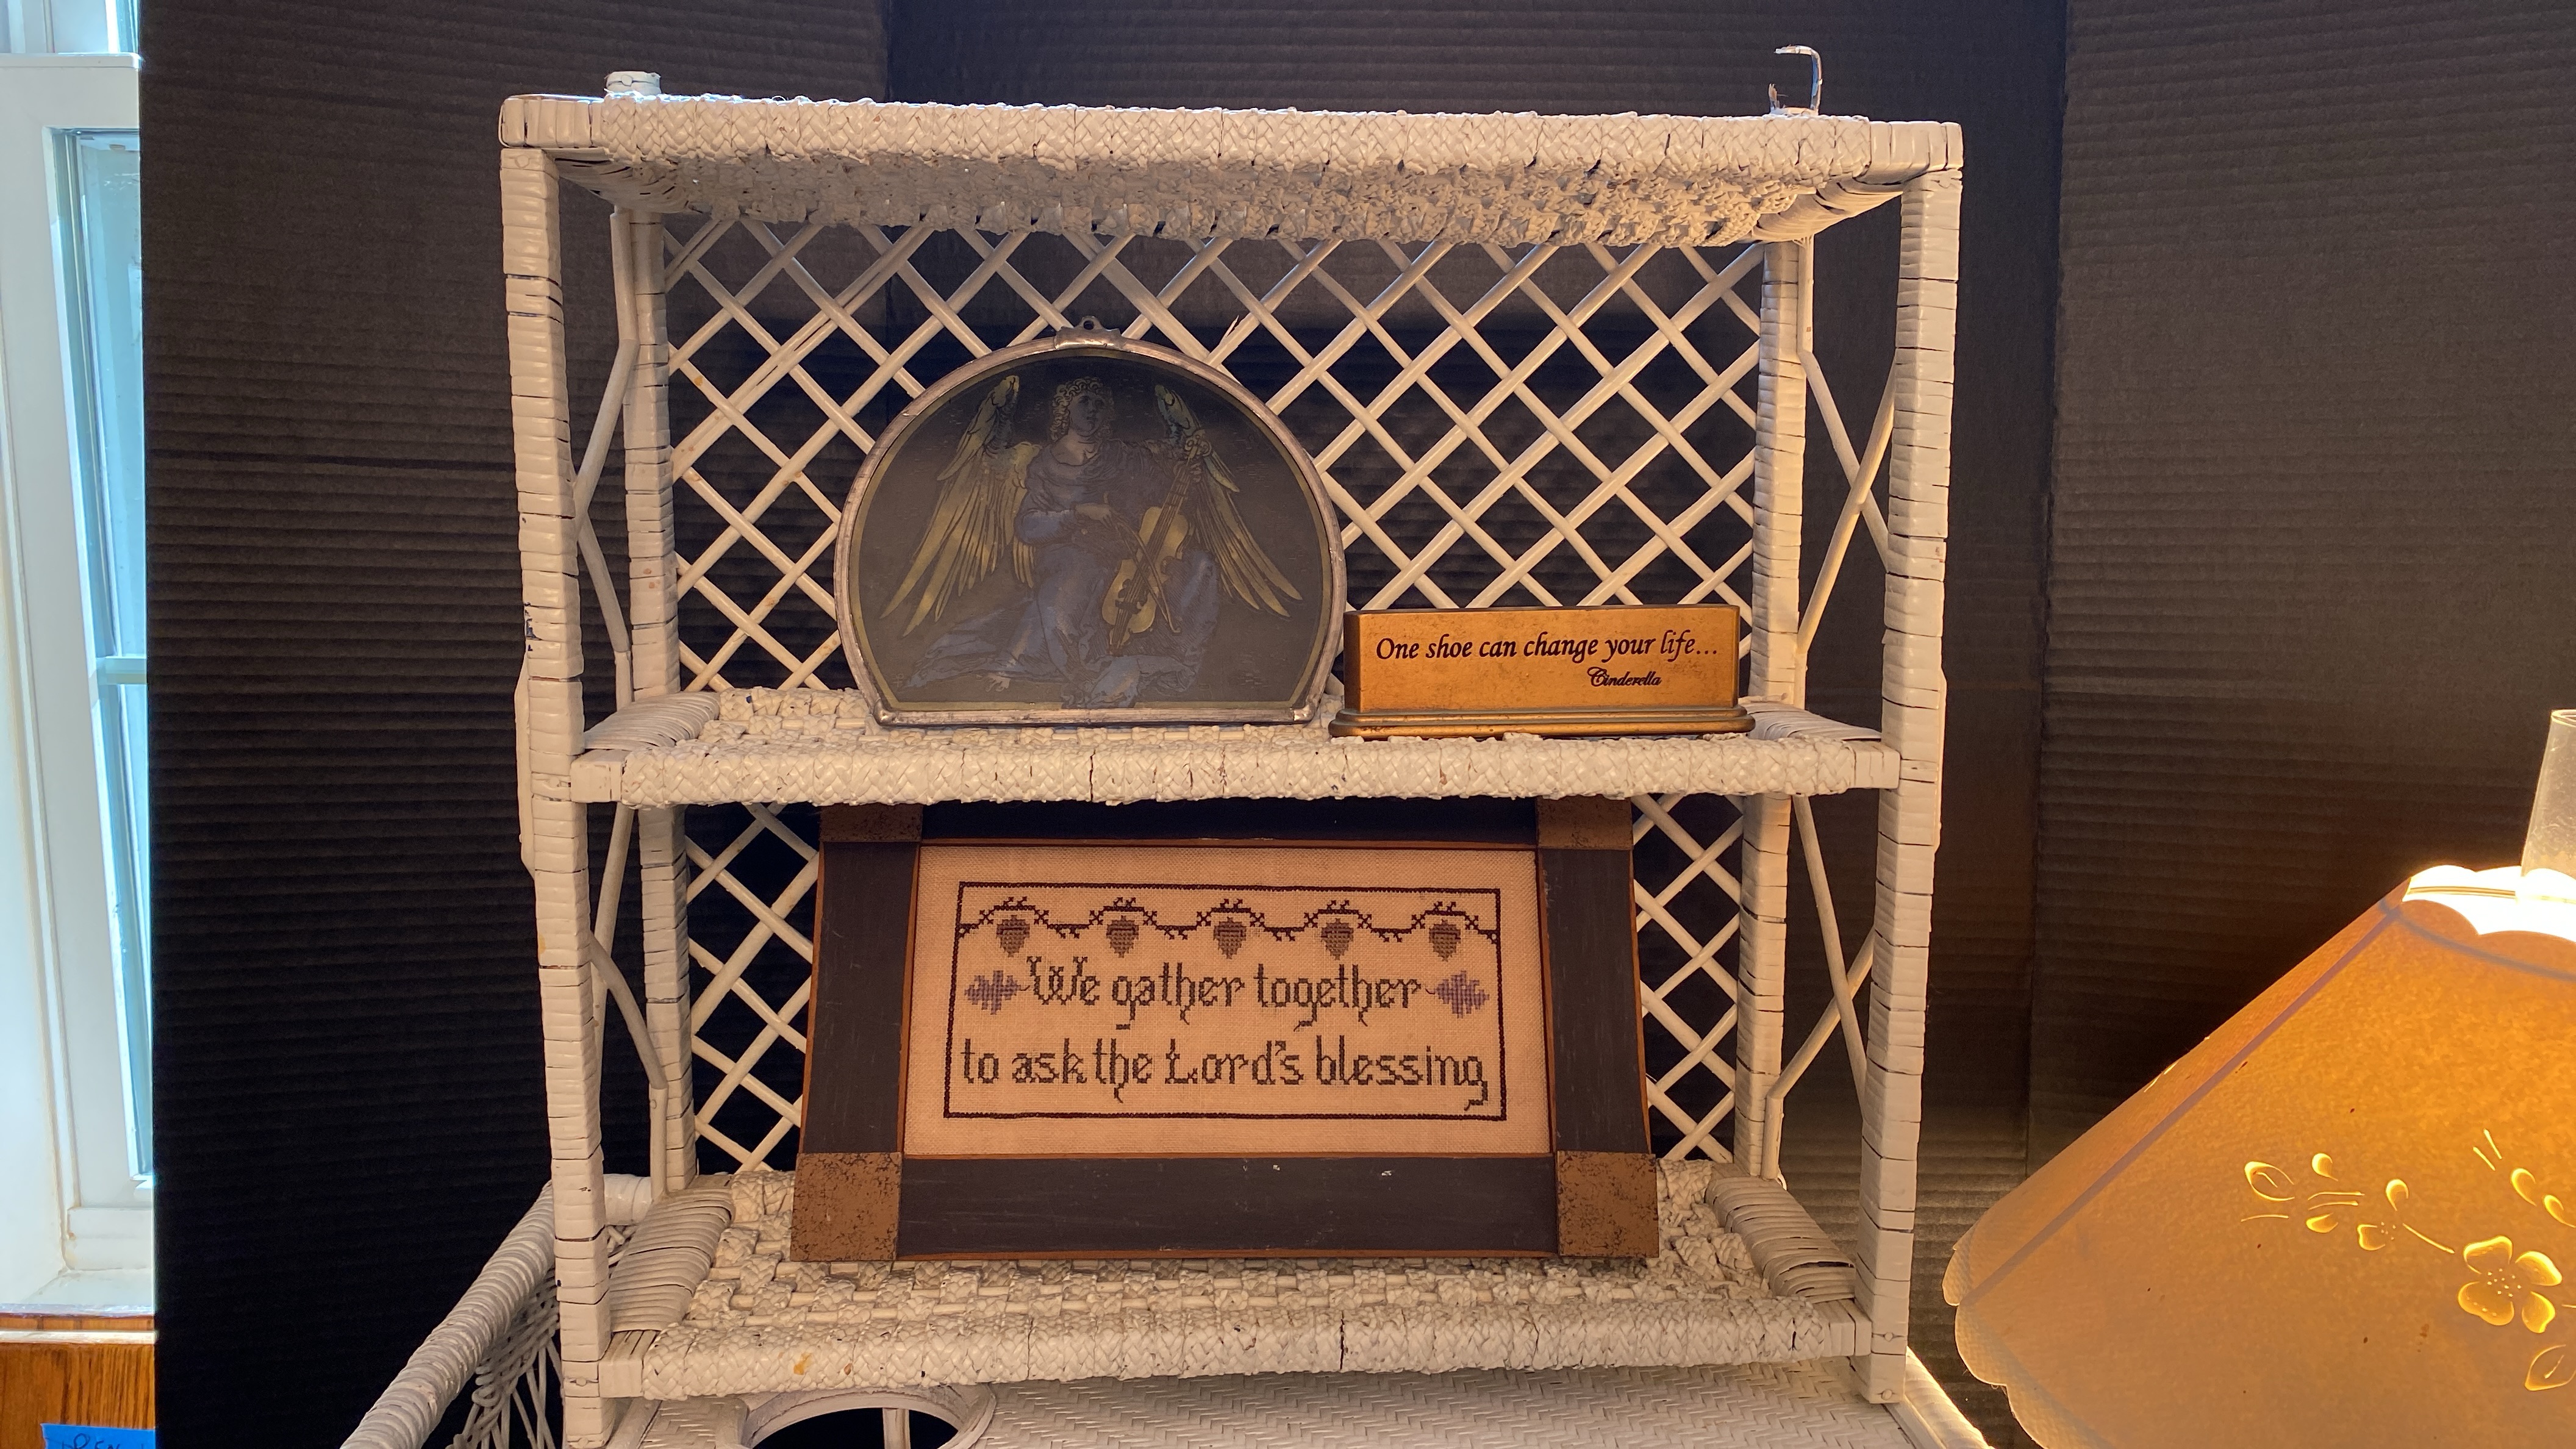 One shoe can change your life...
Cinderella
We gather together
to ask the Lord's blessing